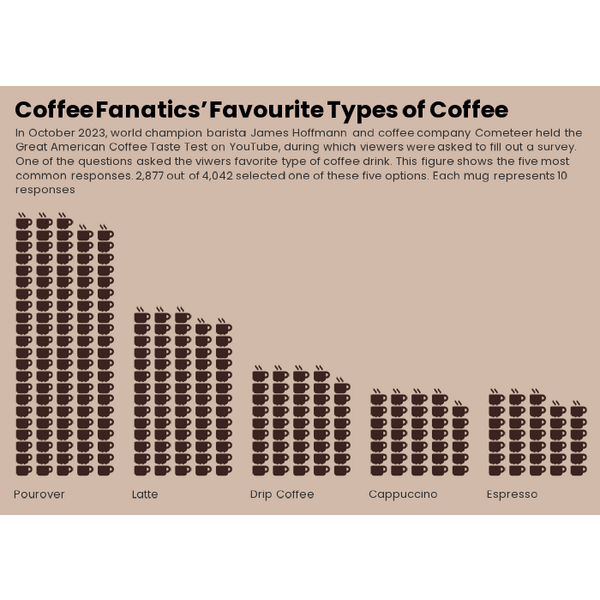 Coffee Fanatics’ Favourite Types of Coffee
In October 2023, world champion barista James Hoffmann and coffee company Cometeer held the
Great American Coffee Taste Test on YouTube, during which viewers were asked to fill out a survey.
One of the questions asked the viwers favorite type of coffee drink. This figure shows the five most
common responses. 2,877 out of 4,042 selected one of these five options. Each mug represents 10
responses
Pourover
Latte
Drip Coffee
Cappuccino
Espresso